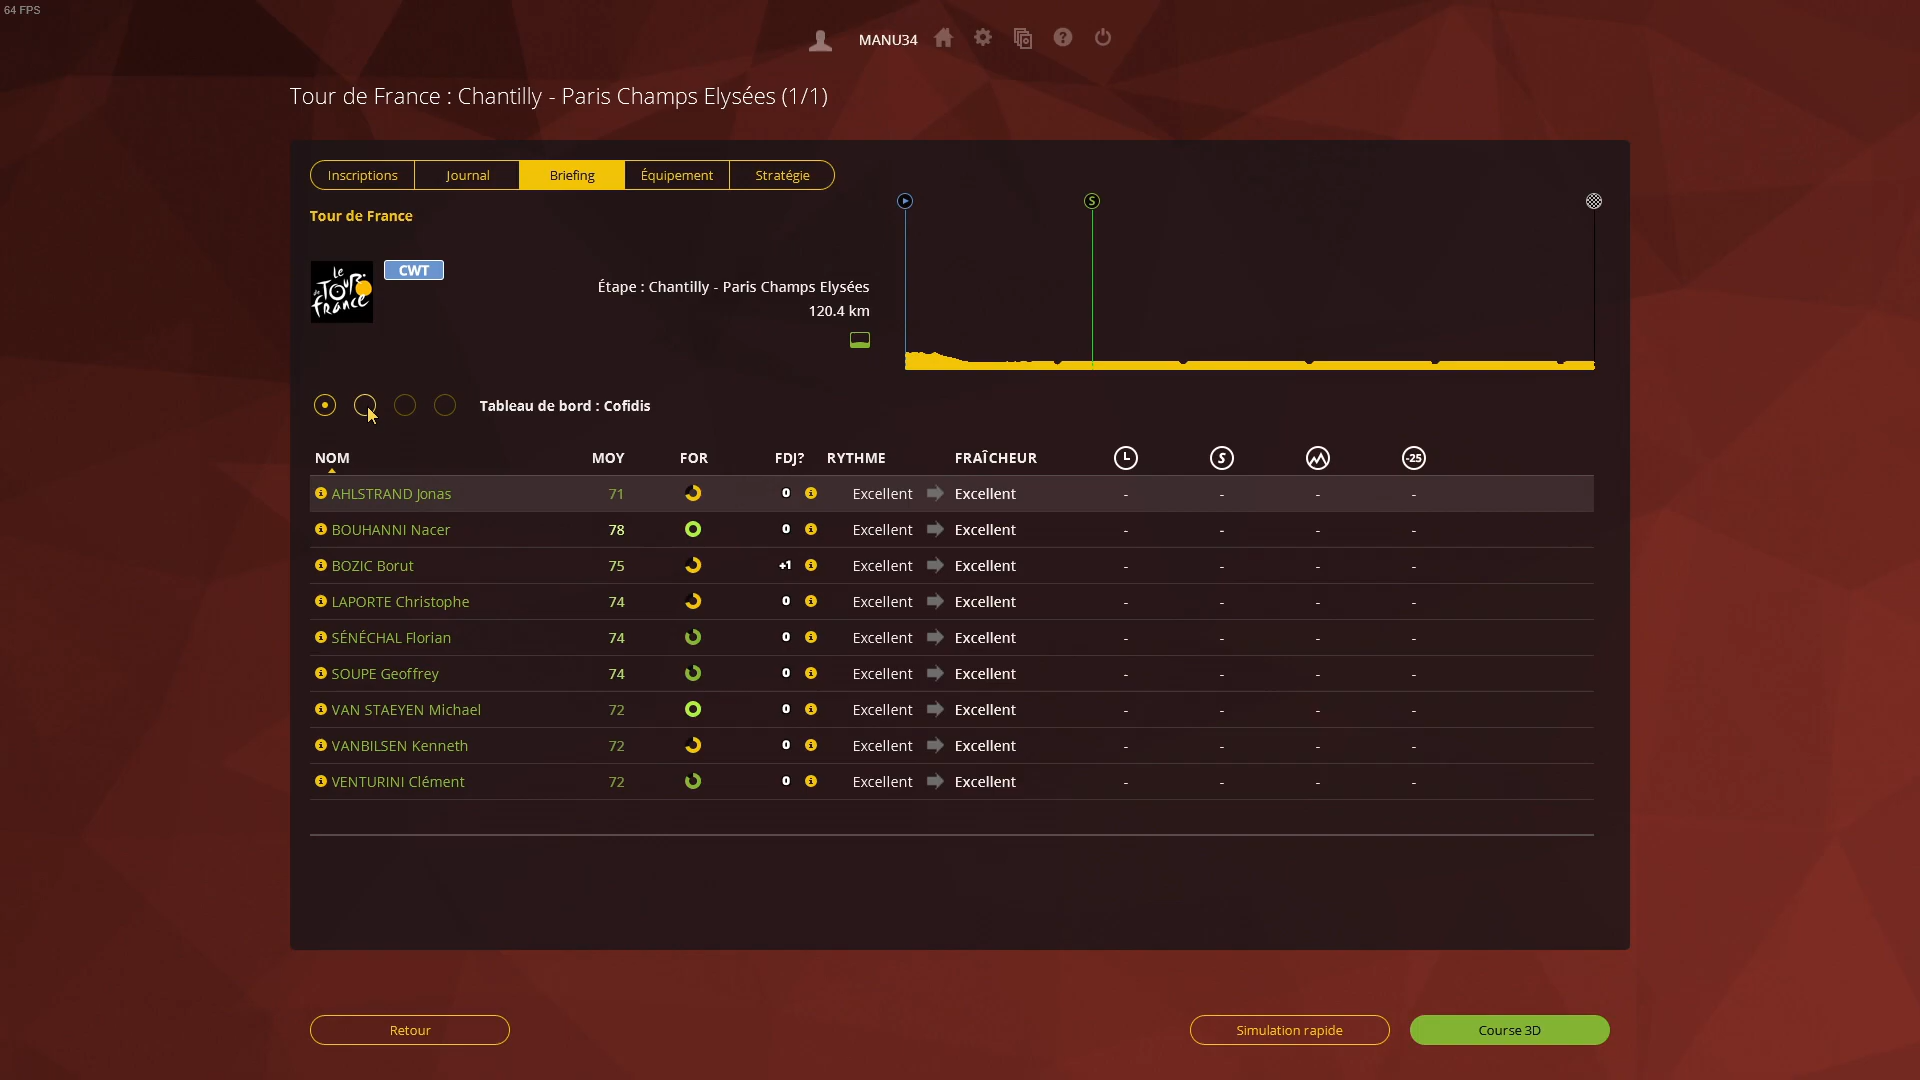 64 FPS
MANU34
Tour de France : Chantilly - Paris Champs Elysées (1/1)
Inscriptions Journal Briefing Équipement Stratégie
S
Tour de France
le TOUR de france
CWT
Étape : Chantilly - Paris Champs Elysées
120.4 km
Tableau de bord : Cofidis
NOM MOY FOR FDJ? RYTHME FRAÎCHEUR S -25
AHLSTRAND Jonas 71 0 Excellent Excellent - - - -
BOUHANNI Nacer 78 0 Excellent Excellent - - - -
BOZIC Borut 75 +1 Excellent Excellent - - - -
LAPORTE Christophe 74 0 Excellent Excellent - - - -
SÉNÉCHAL Florian 74 0 Excellent Excellent - - - -
SOUPE Geoffrey 74 0 Excellent Excellent - - - -
VAN STAEYEN Michael 72 0 Excellent Excellent - - - -
VANBILSEN Kenneth 72 0 Excellent Excellent - - - -
VENTURINI Clément 72 0 Excellent Excellent - - - -
Retour Simulation rapide Course 3D